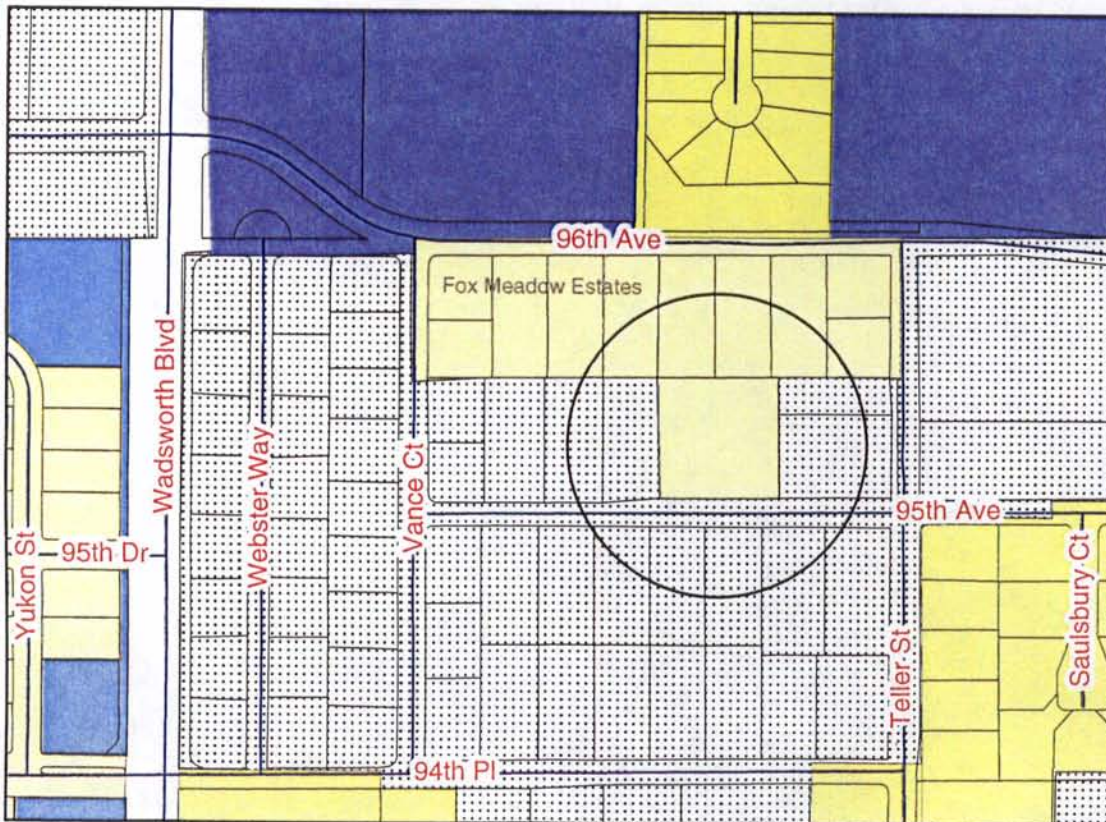 96th Ave
Fox Meadow Estates
Wadsworth Blvd
Webster Way
Vance Ct
95th Ave
95th Dr
Yukon St
Teller St
Saulsbury Ct
94th Pl